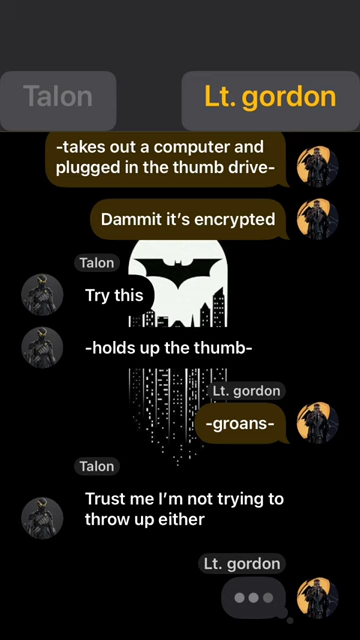 Talon
Lt. gordon
-takes out a computer and
plugged in the thumb drive-
Dammit it’s encrypted
Talon
Try this
-holds up the thumb-
Lt. gordon
-groans-
Talon
Trust me I’m not trying to
throw up either
Lt. gordon